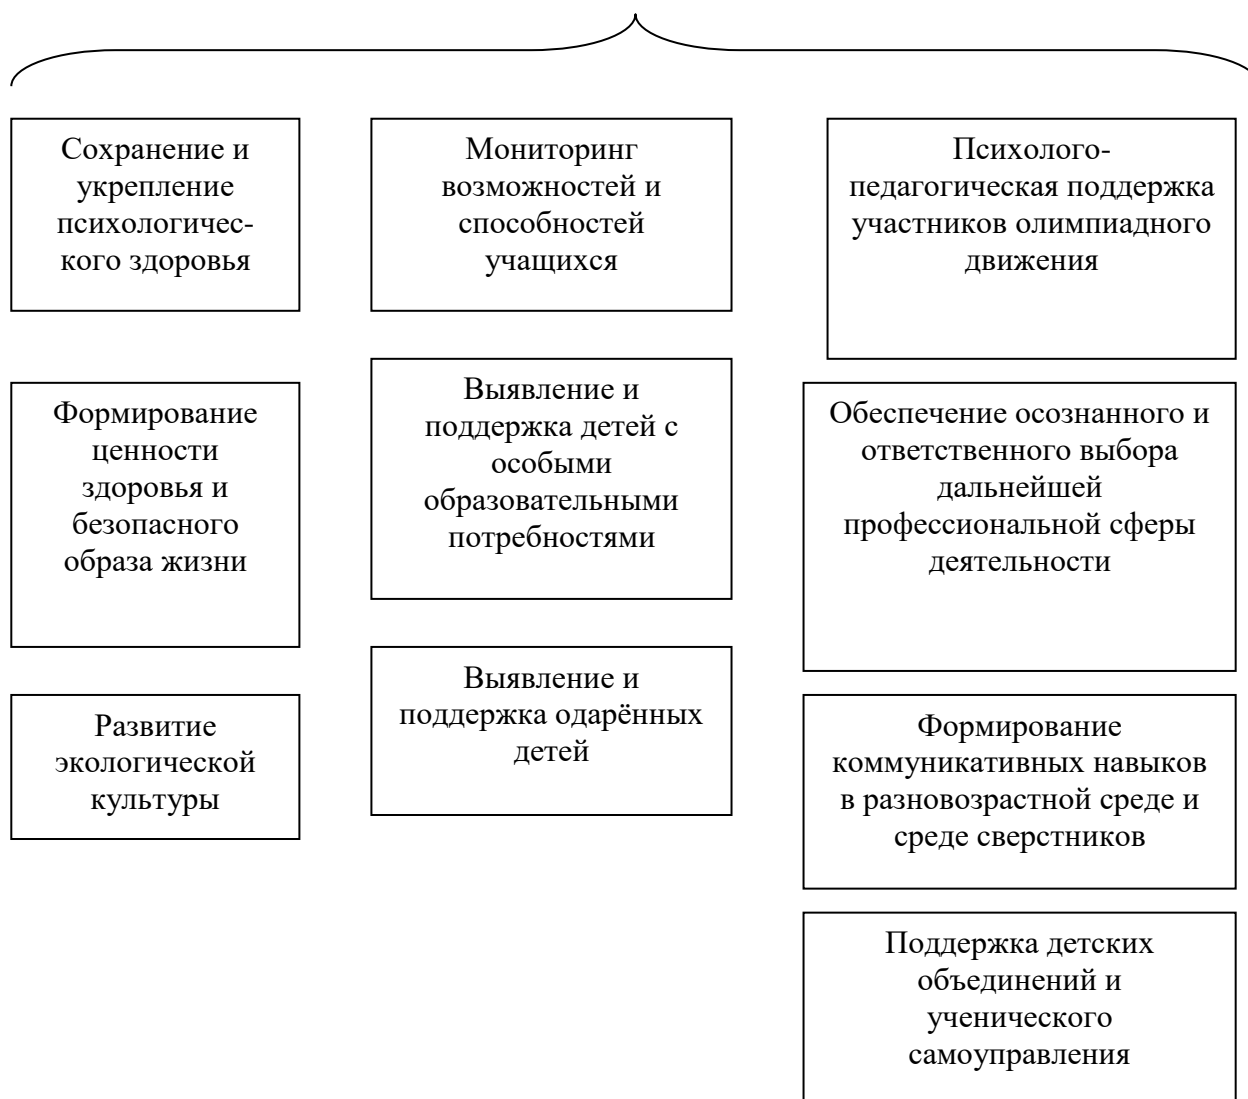 Сохранение и
укрепление
психологичес-
кого здоровья
Мониторинг
возможностей и
способностей
учащихся
Психолого-
педагогическая поддержка
участников олимпиадного
движения
Формирование
ценности
здоровья и
безопасного
образа жизни
Выявление и
поддержка детей с
особыми
образовательными
потребностями
Обеспечение осознанного и
ответственного выбора
дальнейшей
профессиональной сферы
деятельности
Развитие
экологической
культуры
Выявление и
поддержка одарённых
детей
Формирование
коммуникативных навыков
в разновозрастной среде и
среде сверстников
Поддержка детских
объединений и
ученического
самоуправления